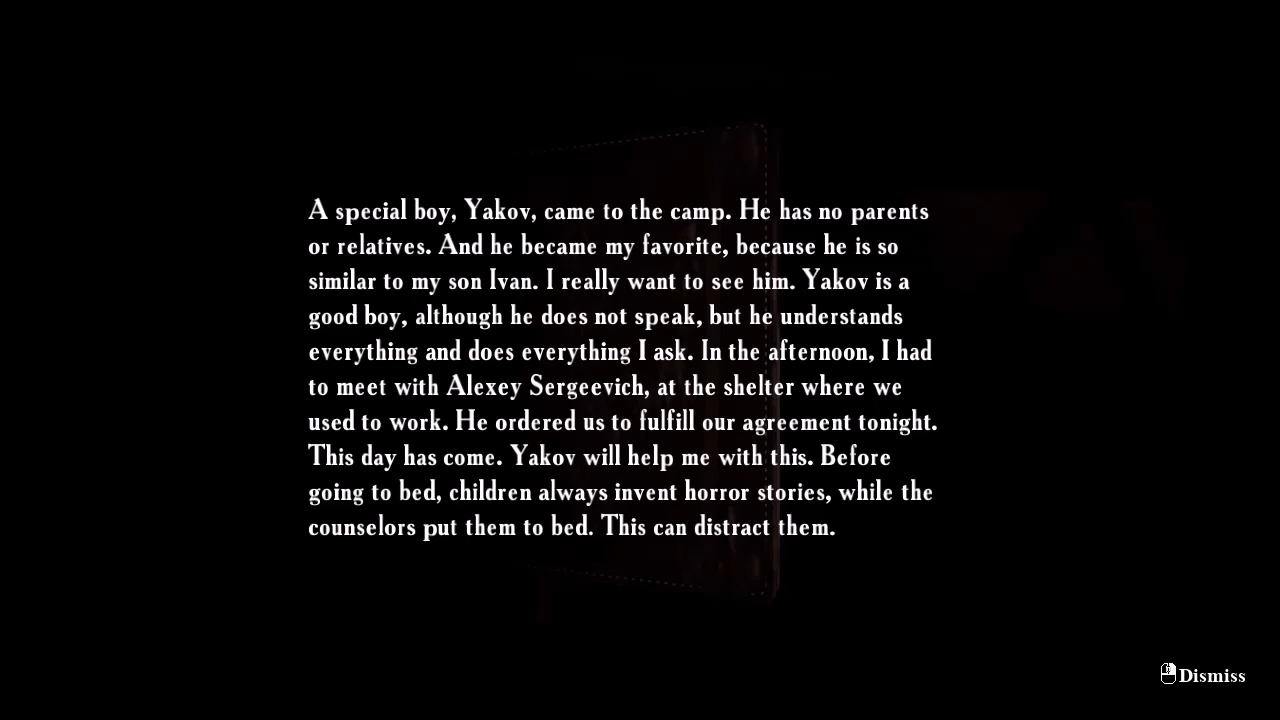 A special boy, Yakov, came to the camp. He has no parents
or relatives. And he became my favorite, because he is so
similar to my son Ivan. I really want to see him. Yakov is a
good boy, although he does not speak, but he understands
everything and does everything I ask. In the afternoon, I had
to meet with Alexey Sergeevich, at the shelter where we
used to work. He ordered us to fulfill our agreement tonight.
This day has come. Yakov will help me with this. Before
going to bed, children always invent horror stories, while the
counselors put them to bed. This can distract them.
Dismiss